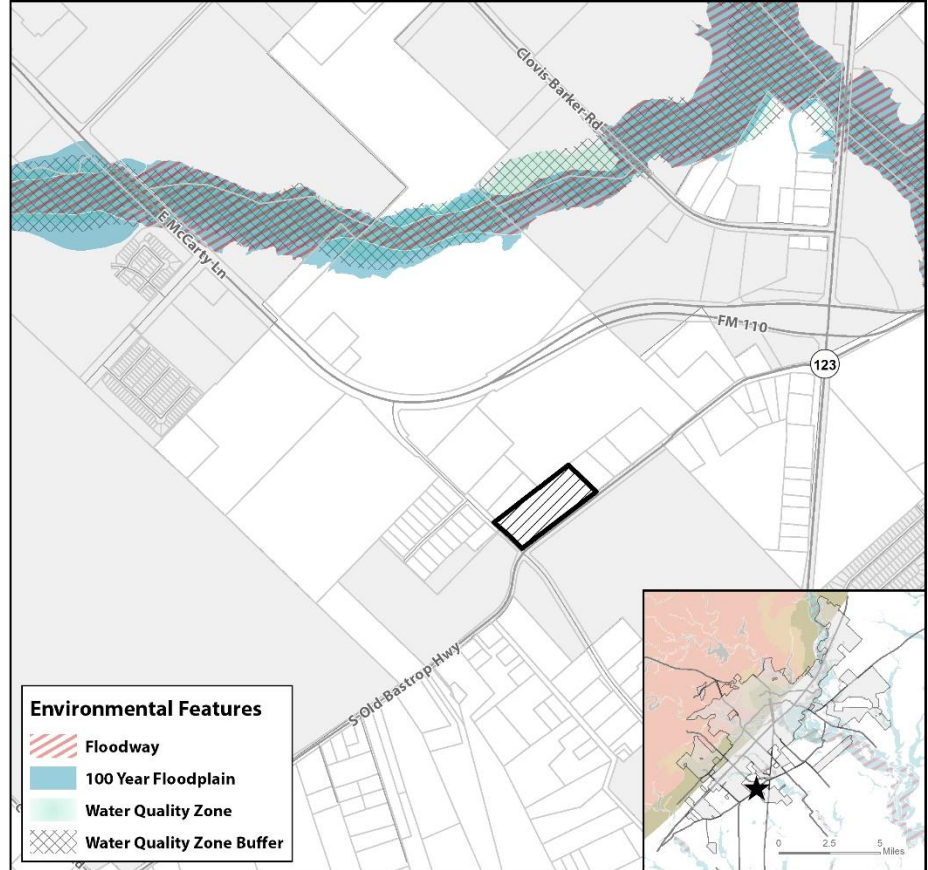 Clovis Barker Rd
E McCarty Ln
FM 110
123
S Old Bastrop Hwy
Environmental Features
Floodway
100 Year Floodplain
Water Quality Zone
Water Quality Zone Buffer
0 2.5 5
Miles